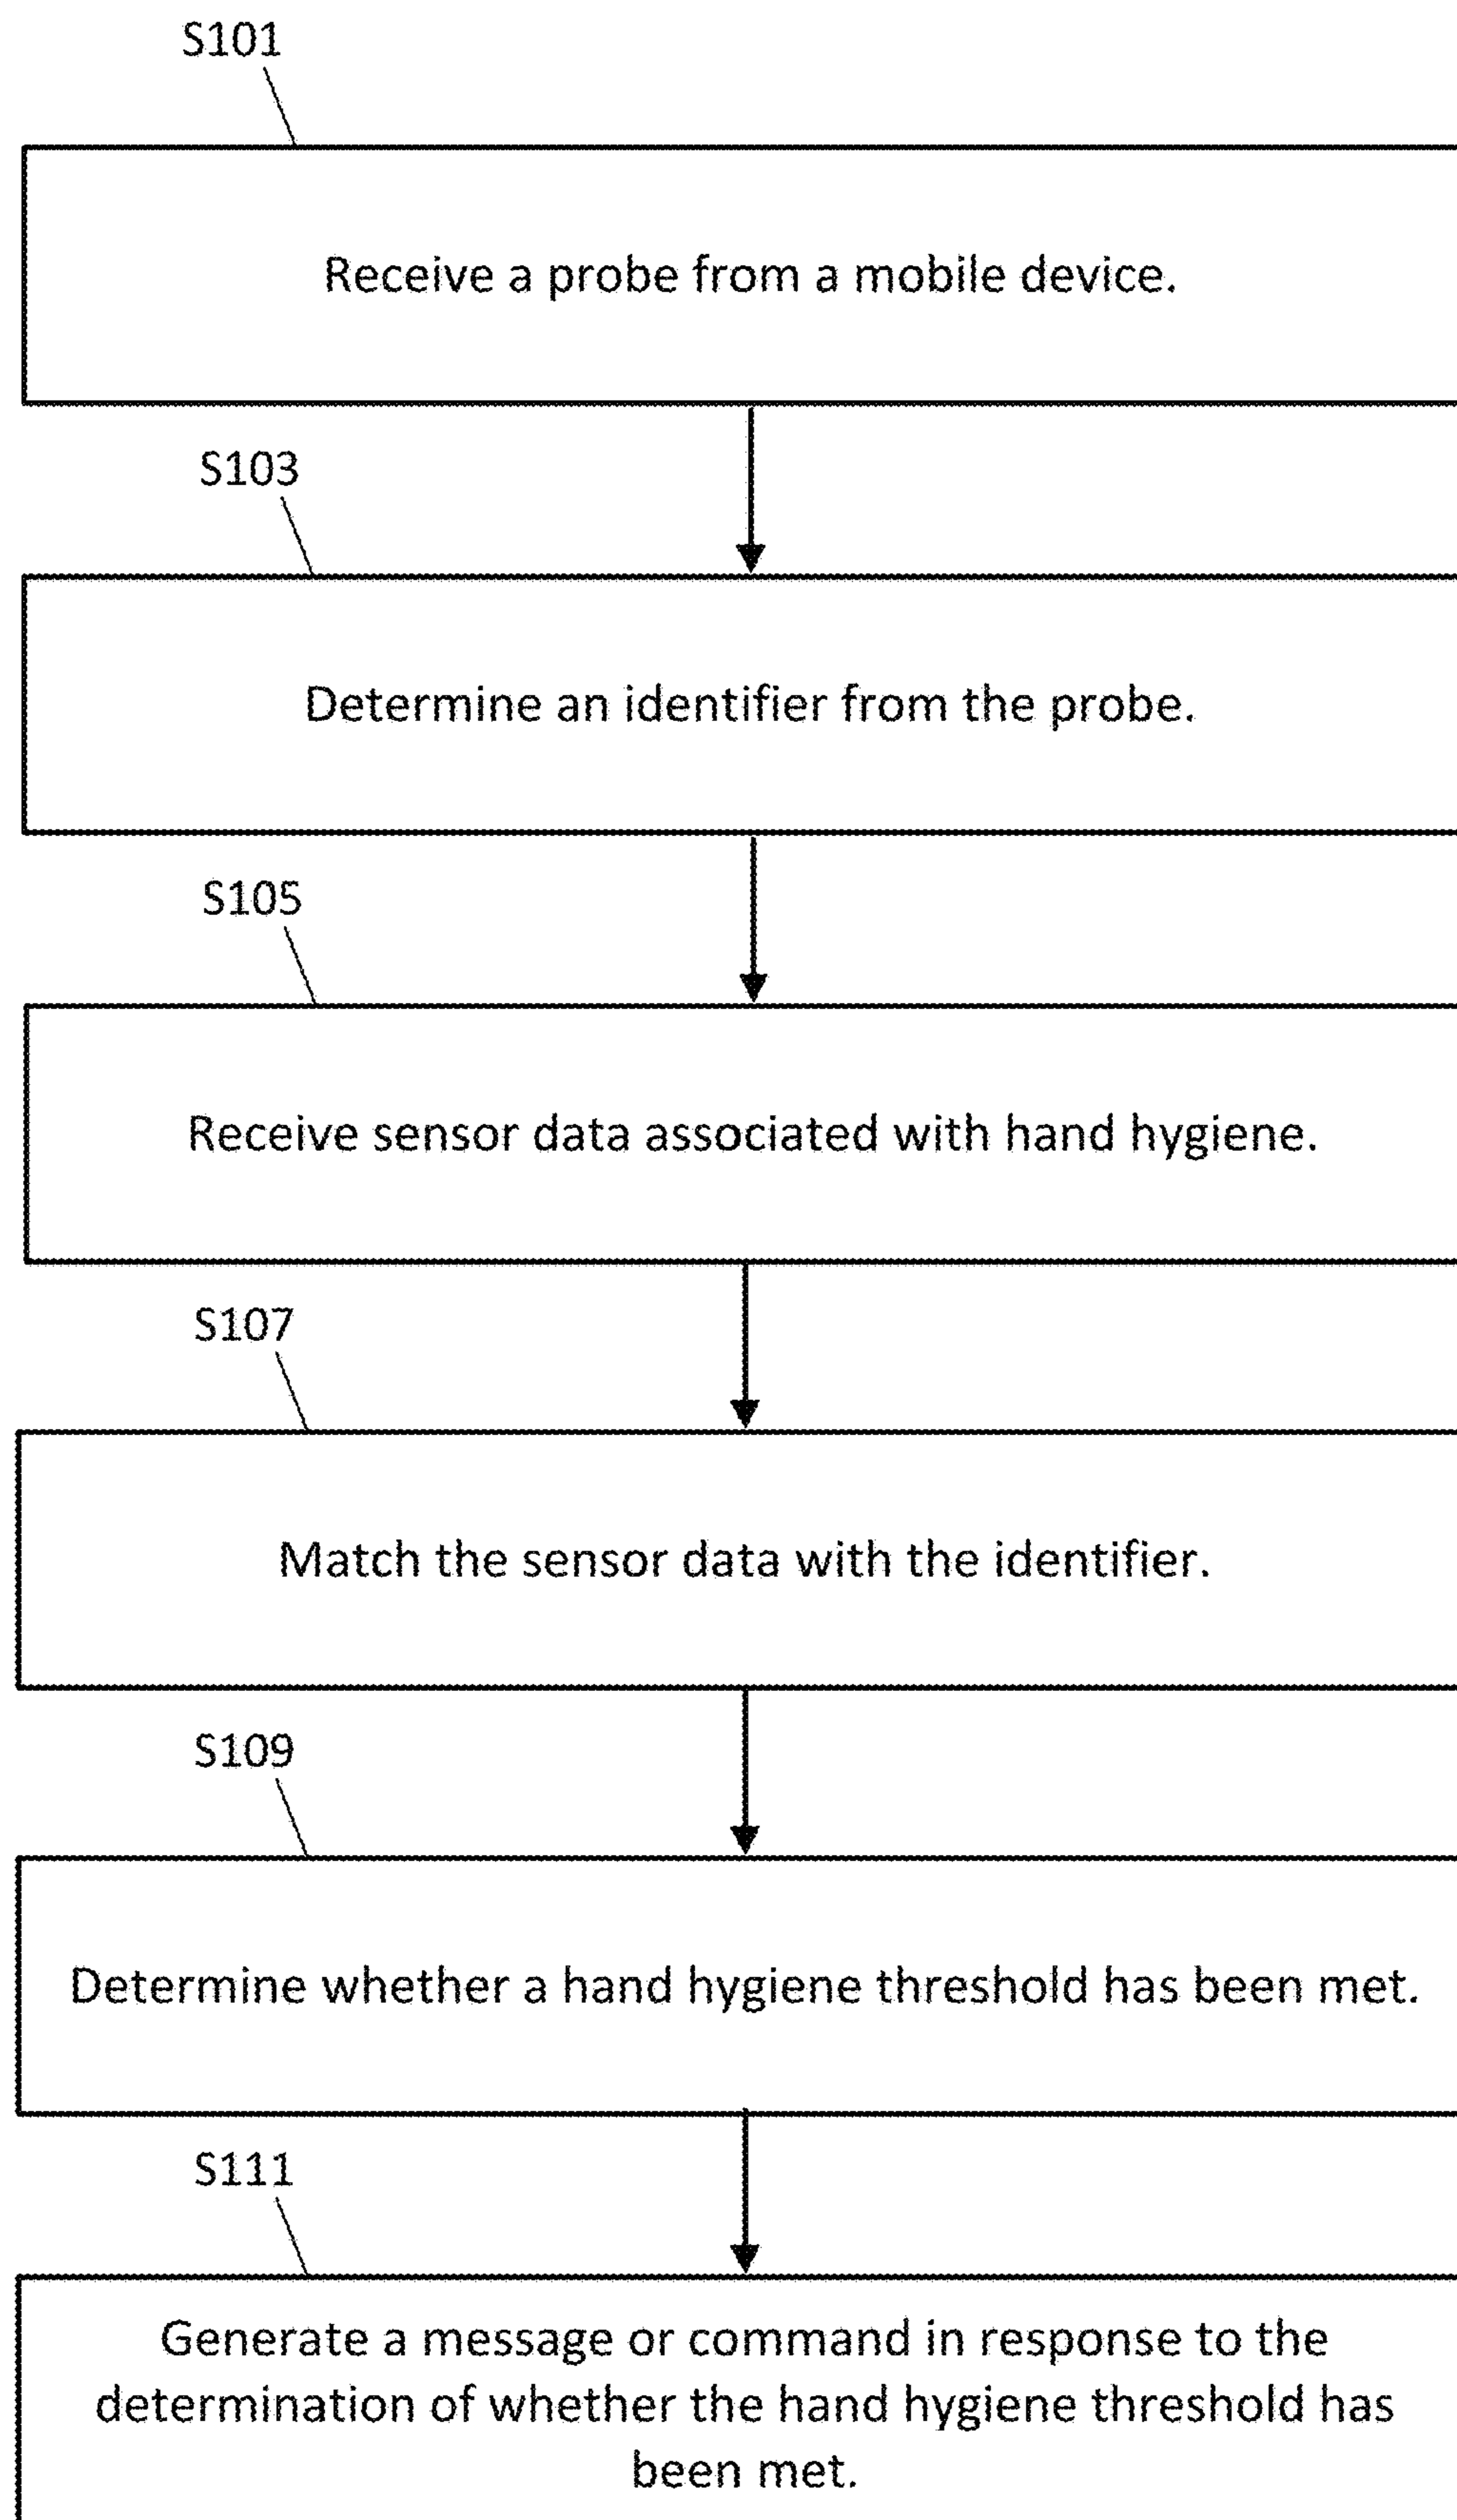 S101
Receive a probe from a mobile device.
S103
Determine an identifier from the probe.
S105
Receive sensor data associated with hand hygiene.
S107
Match the sensor data with the identifier.
S109
Determine whether a hand hygiene threshold has been met.
S111
Generate a message or command in response to the
determination of whether the hand hygiene threshold has
been met.